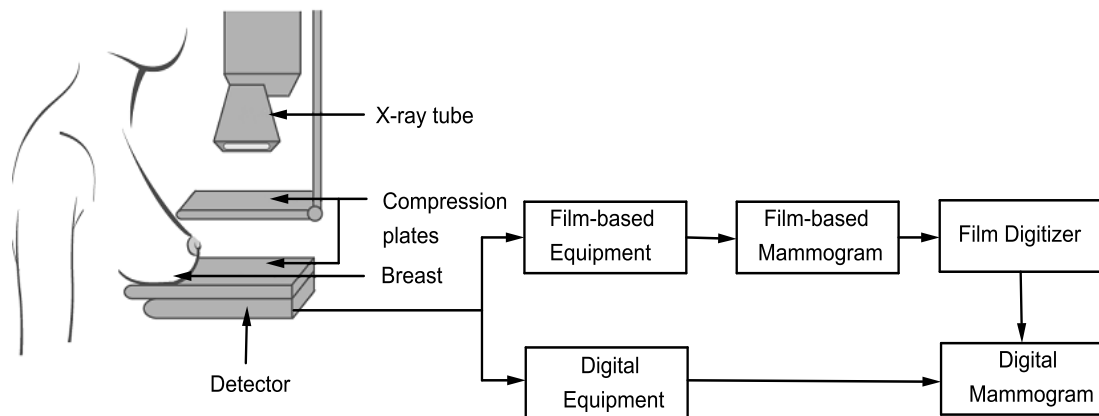 X-ray tube
Compression
plates
Breast
Detector
Film-based
Equipment
Film-based
Mammogram
Film Digitizer
Digital
Equipment
Digital
Mammogram